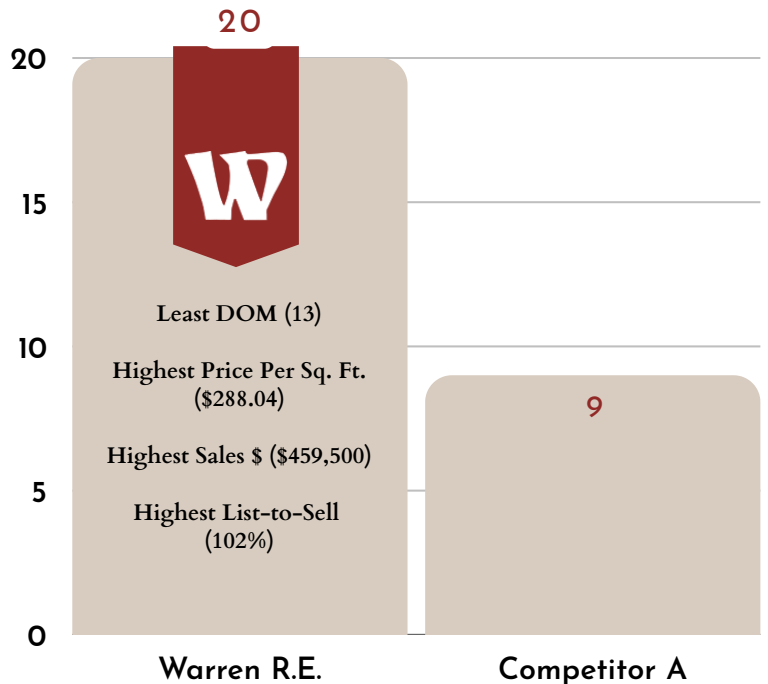 20
20
W
15
Least DOM (13)
10
Highest Price Per Sq. Ft.
($288.04)
9
Highest Sales $ ($459,500)
5
Highest List-to-Sell
(102%)
0
Warren R.E.
Competitor A